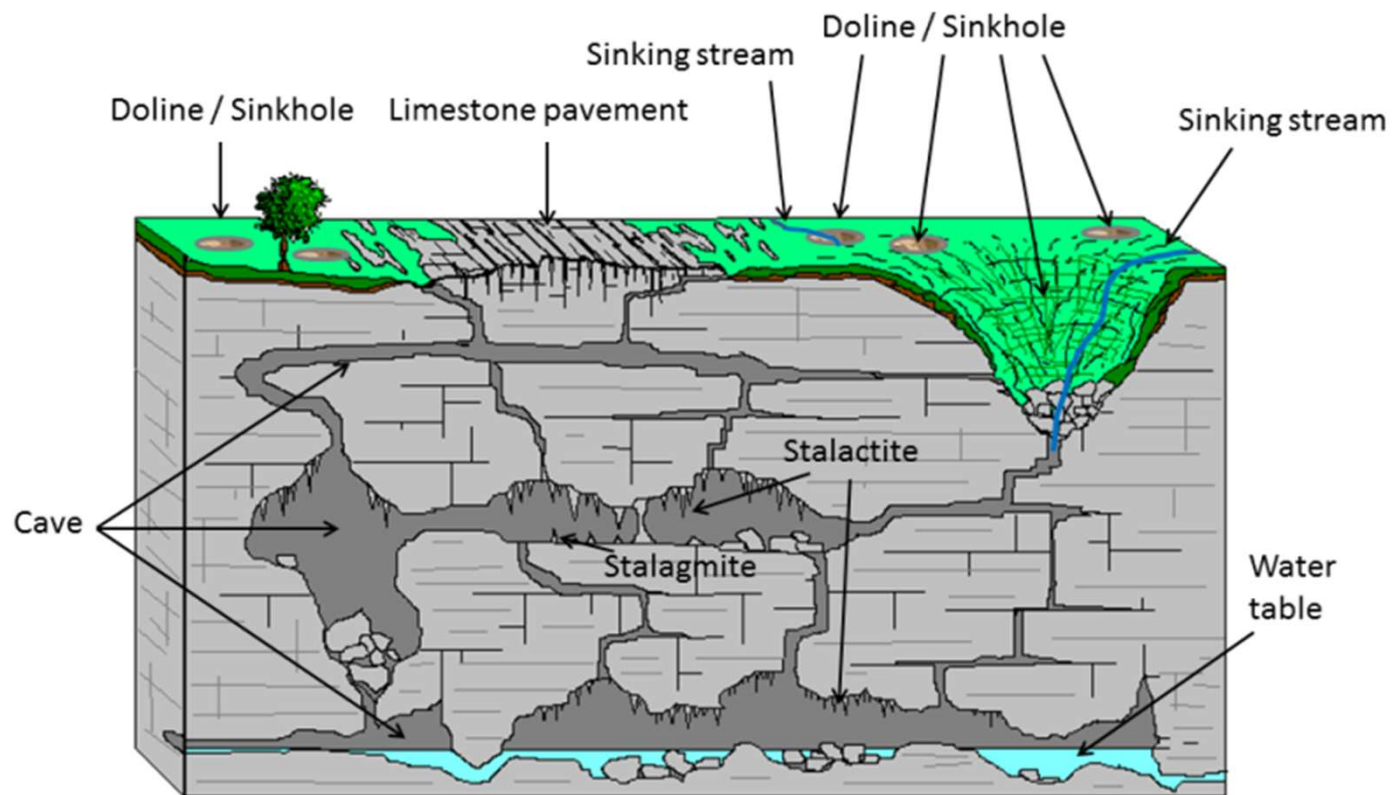 Doline / Sinkhole
Sinking stream
Doline / Sinkhole
Limestone pavement
Sinking stream
Stalactite
Cave
Stalagmite
Water
table